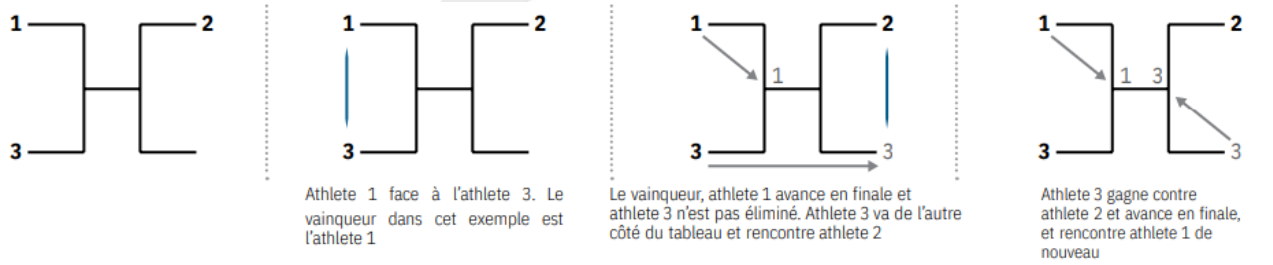 1 2
3
1 2
3
Athlete 1 face à l'athlete 3. Le
vainqueur dans cet exemple est
l'athlete 1
1 2
1
3 3
Le vainqueur, athlete 1 avance en finale et
athlete 3 n'est pas éliminé. Athlete 3 va de l'autre
côté du tableau et rencontre athlete 2
1 2
1 3
3 3
Athlete 3 gagne contre
athlete 2 et avance en finale,
et rencontre athlete 1 de
nouveau